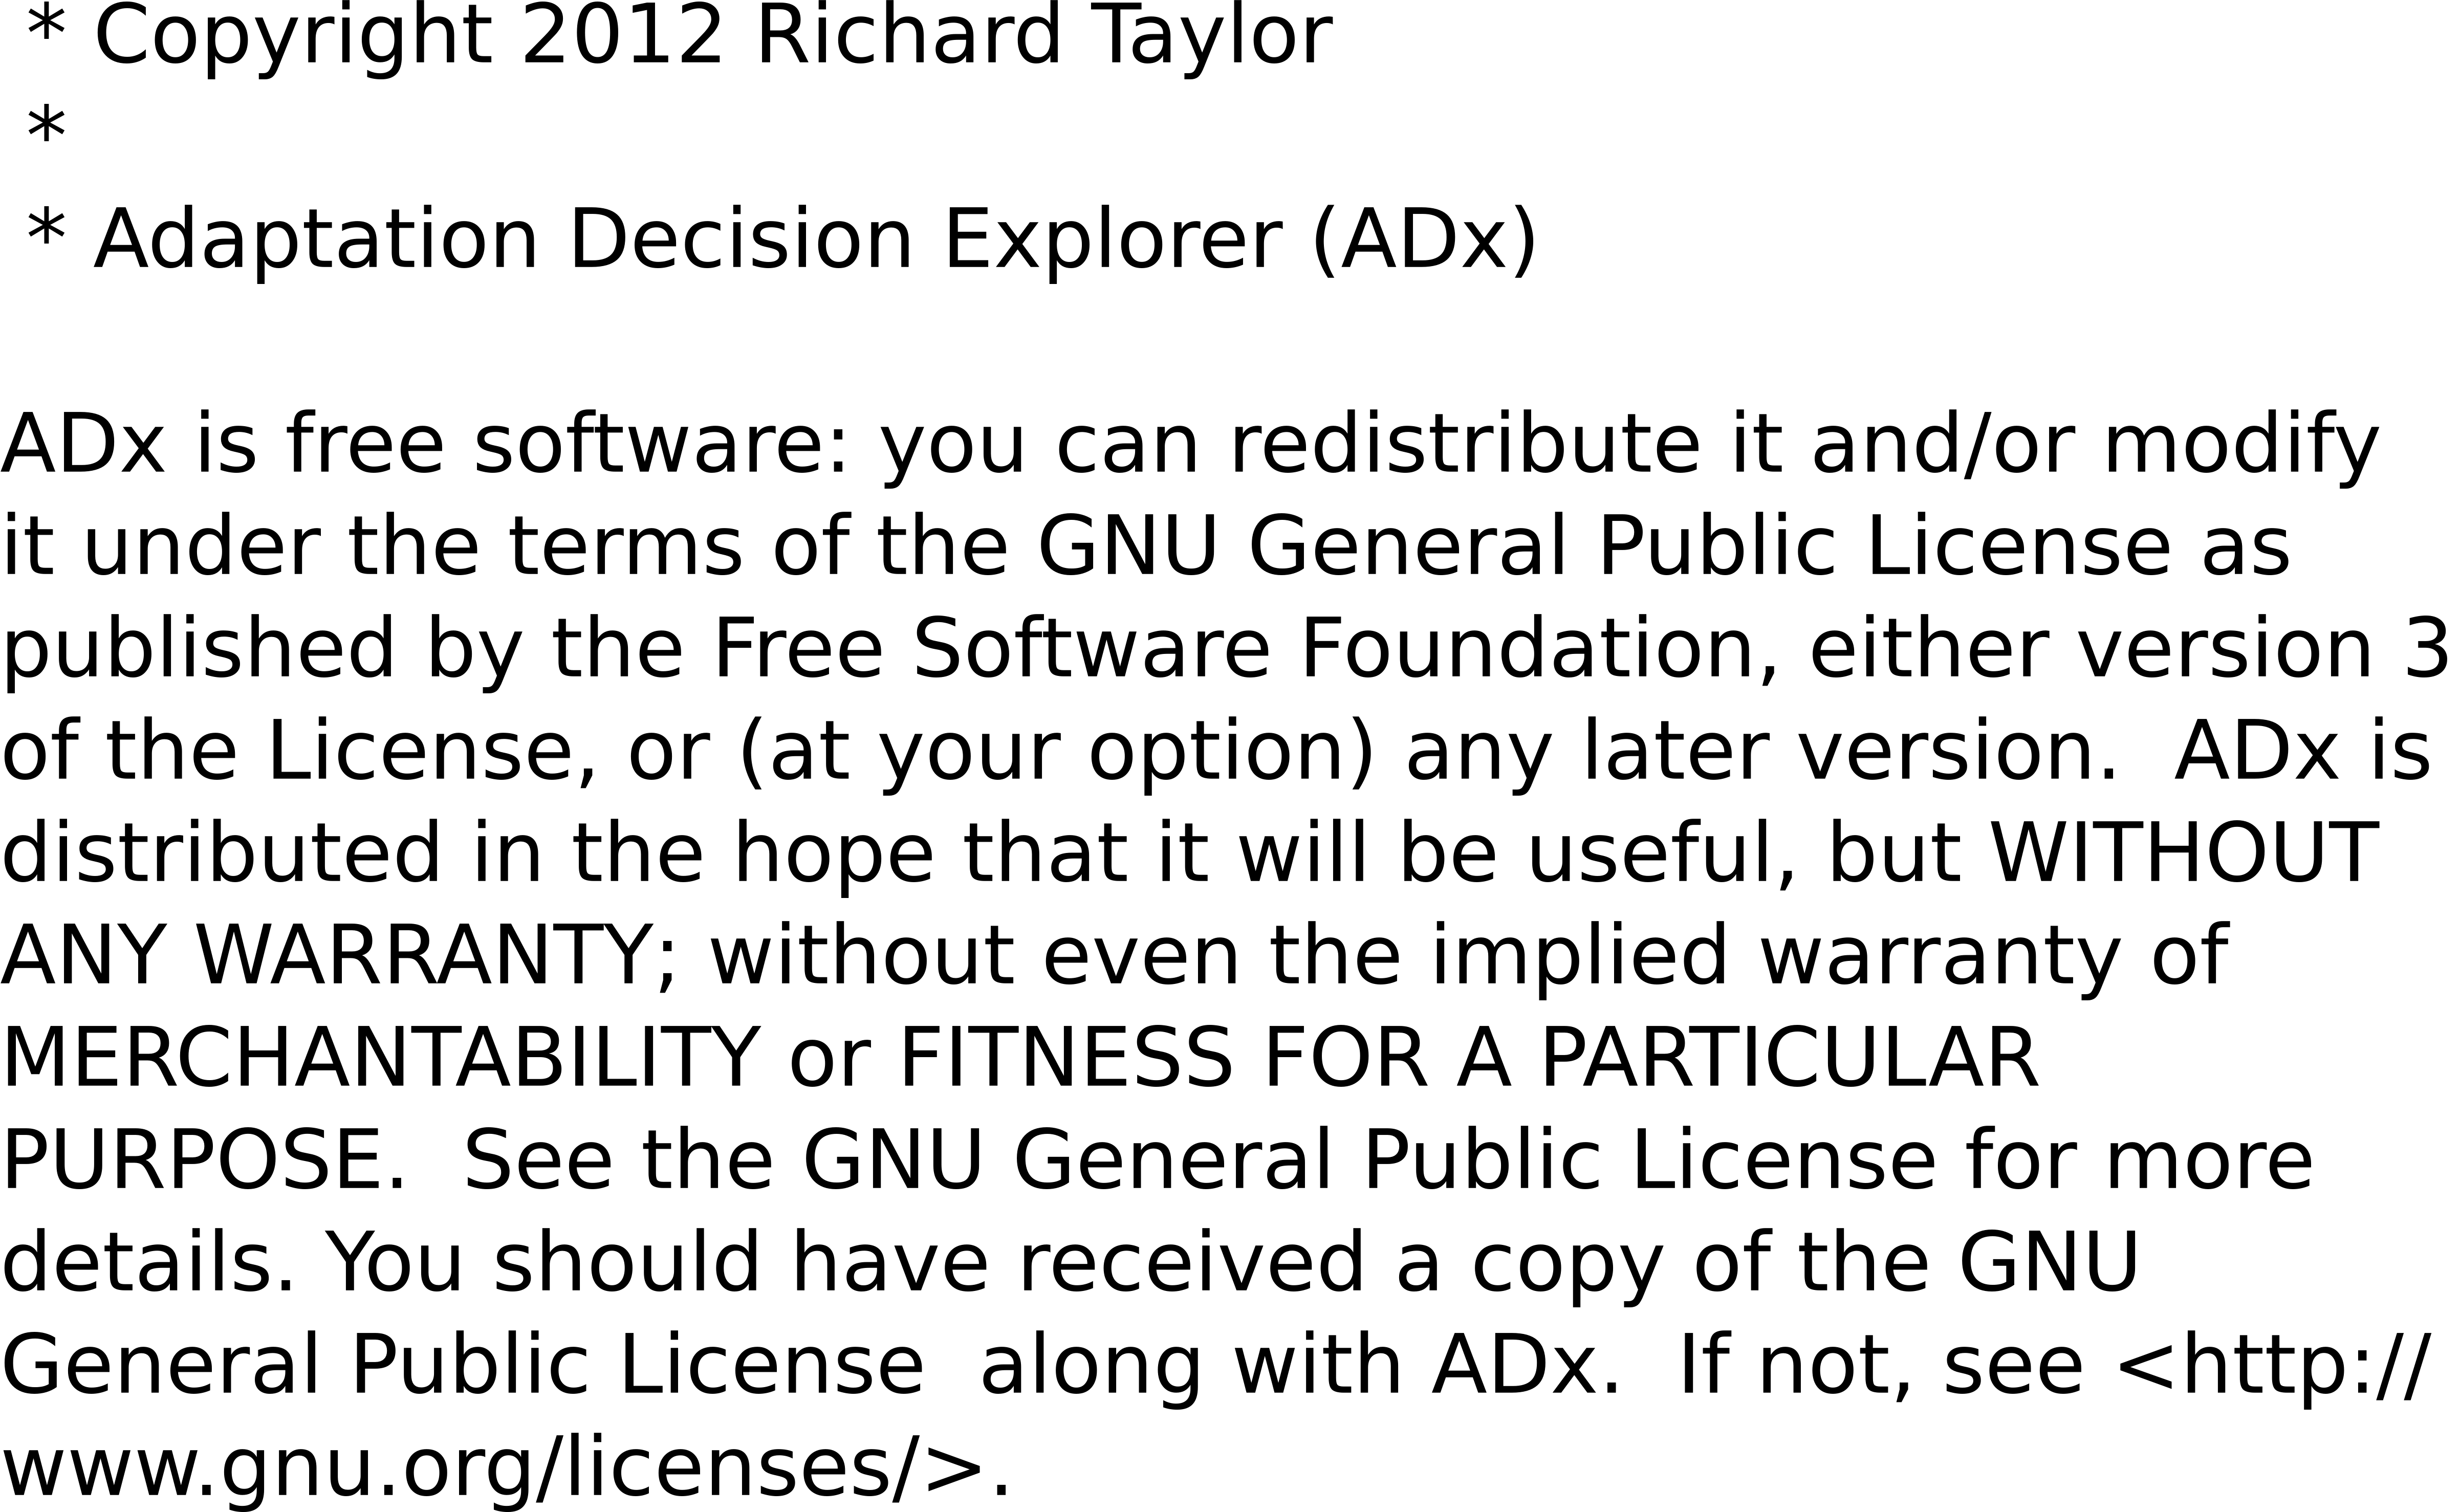 * Copyright 2012 Richard Taylor
*
* Adaptation Decision Explorer (ADx)
ADx is free software: you can redistribute it and/or modify
it under the terms of the GNU General Public License as
published by the Free Software Foundation, either version 3
of the License, or (at your option) any later version.  ADx is
distributed in the hope that it will be useful, but WITHOUT
ANY WARRANTY; without even the implied warranty of
MERCHANTABILITY or FITNESS FOR A PARTICULAR
PURPOSE.  See the GNU General Public License for more
details. You should have received a copy of the GNU
General Public License  along with ADx.  If not, see <http://
www.gnu.org/licenses/>.